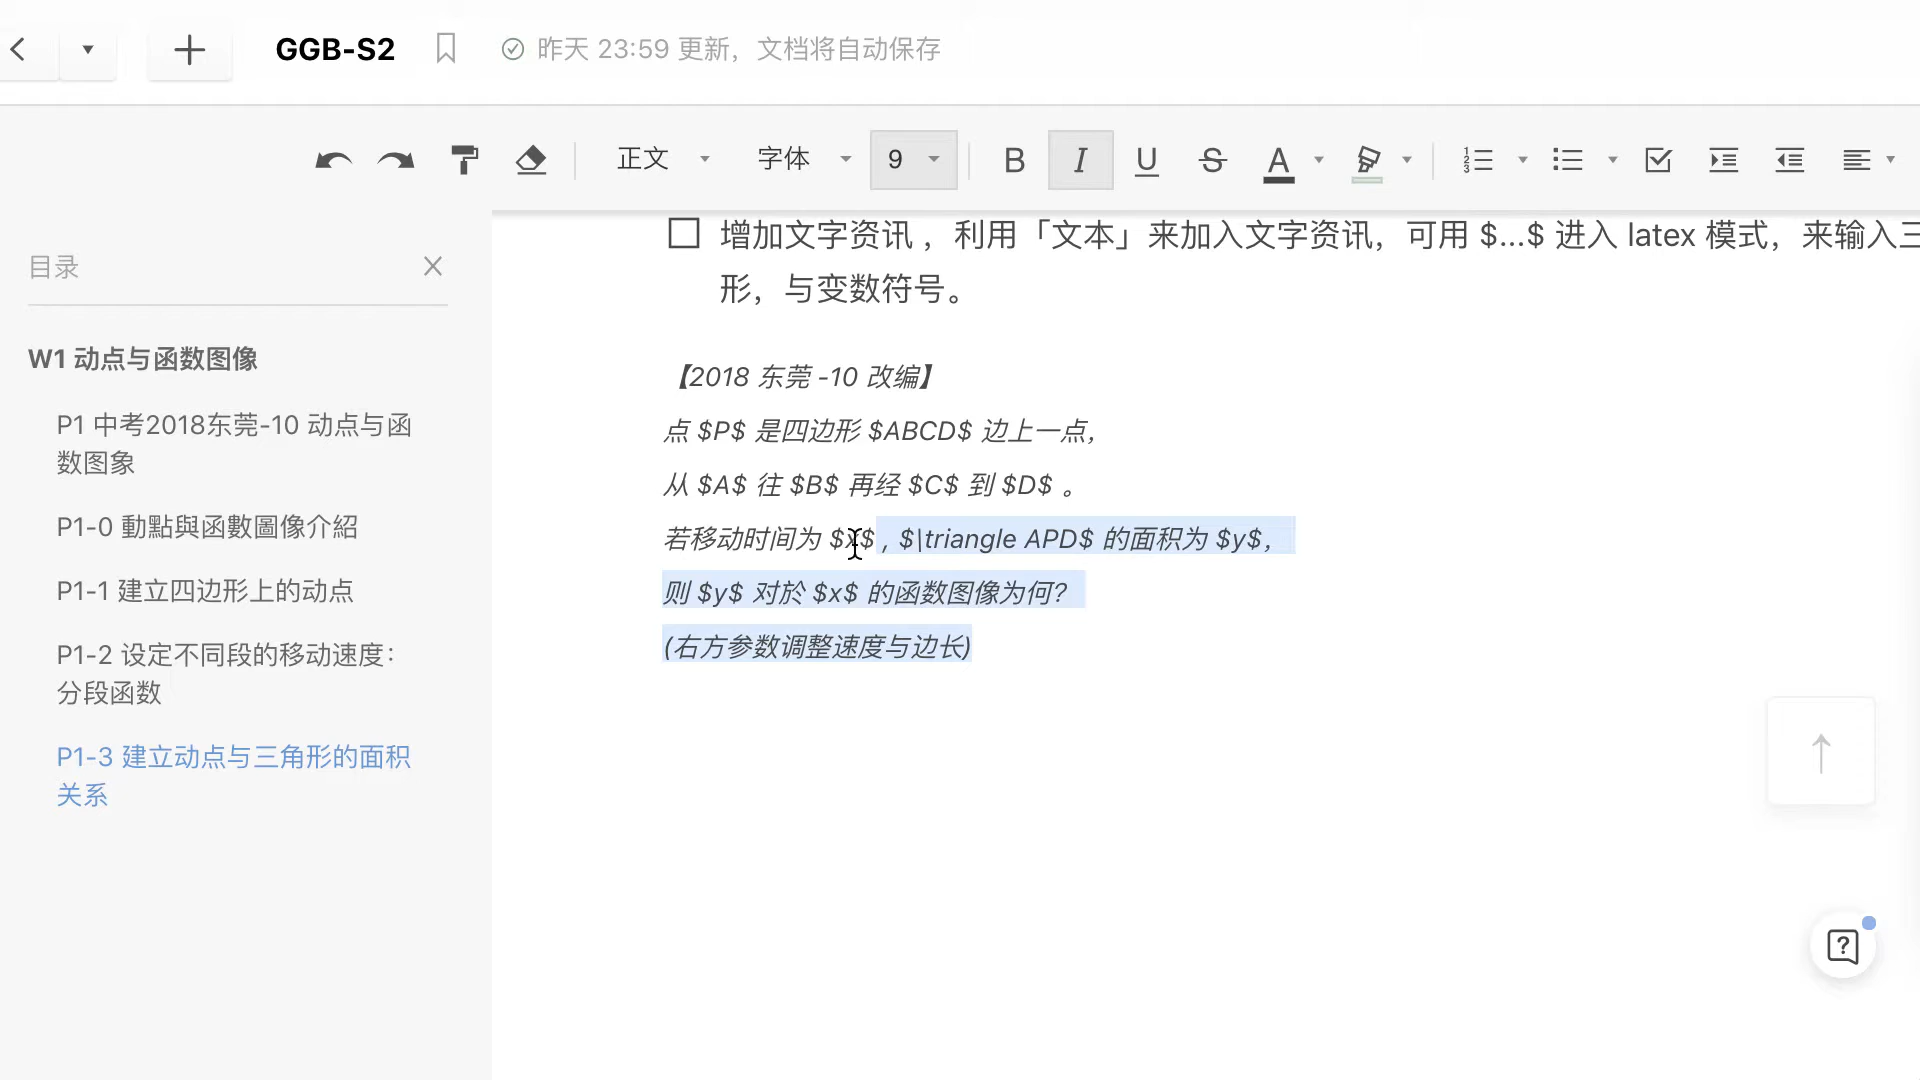 GGB-S2
昨天 23:59 更新，文档将自动保存
正文
字体
9
B
I
U
S
A
目录
W1 动点与函数图像
P1 中考2018东莞-10 动点与函
数图象
P1-0 動點與函數圖像介紹
P1-1 建立四边形上的动点
P1-2 设定不同段的移动速度：
分段函数
P1-3 建立动点与三角形的面积
关系
增加文字资讯，利用「文本」来加入文字资讯，可用 $...$ 进入 latex 模式，来输入三
形，与变数符号。
【2018 东莞 -10 改编】
点 $P$ 是四边形 $ABCD$ 边上一点，
从 $A$ 往 $B$ 再经 $C$ 到 $D$ 。
若移动时间为 $x$ , $\triangle APD$ 的面积为 $y$，
则 $y$ 对於 $x$ 的函数图像为何？
(右方参数调整速度与边长)